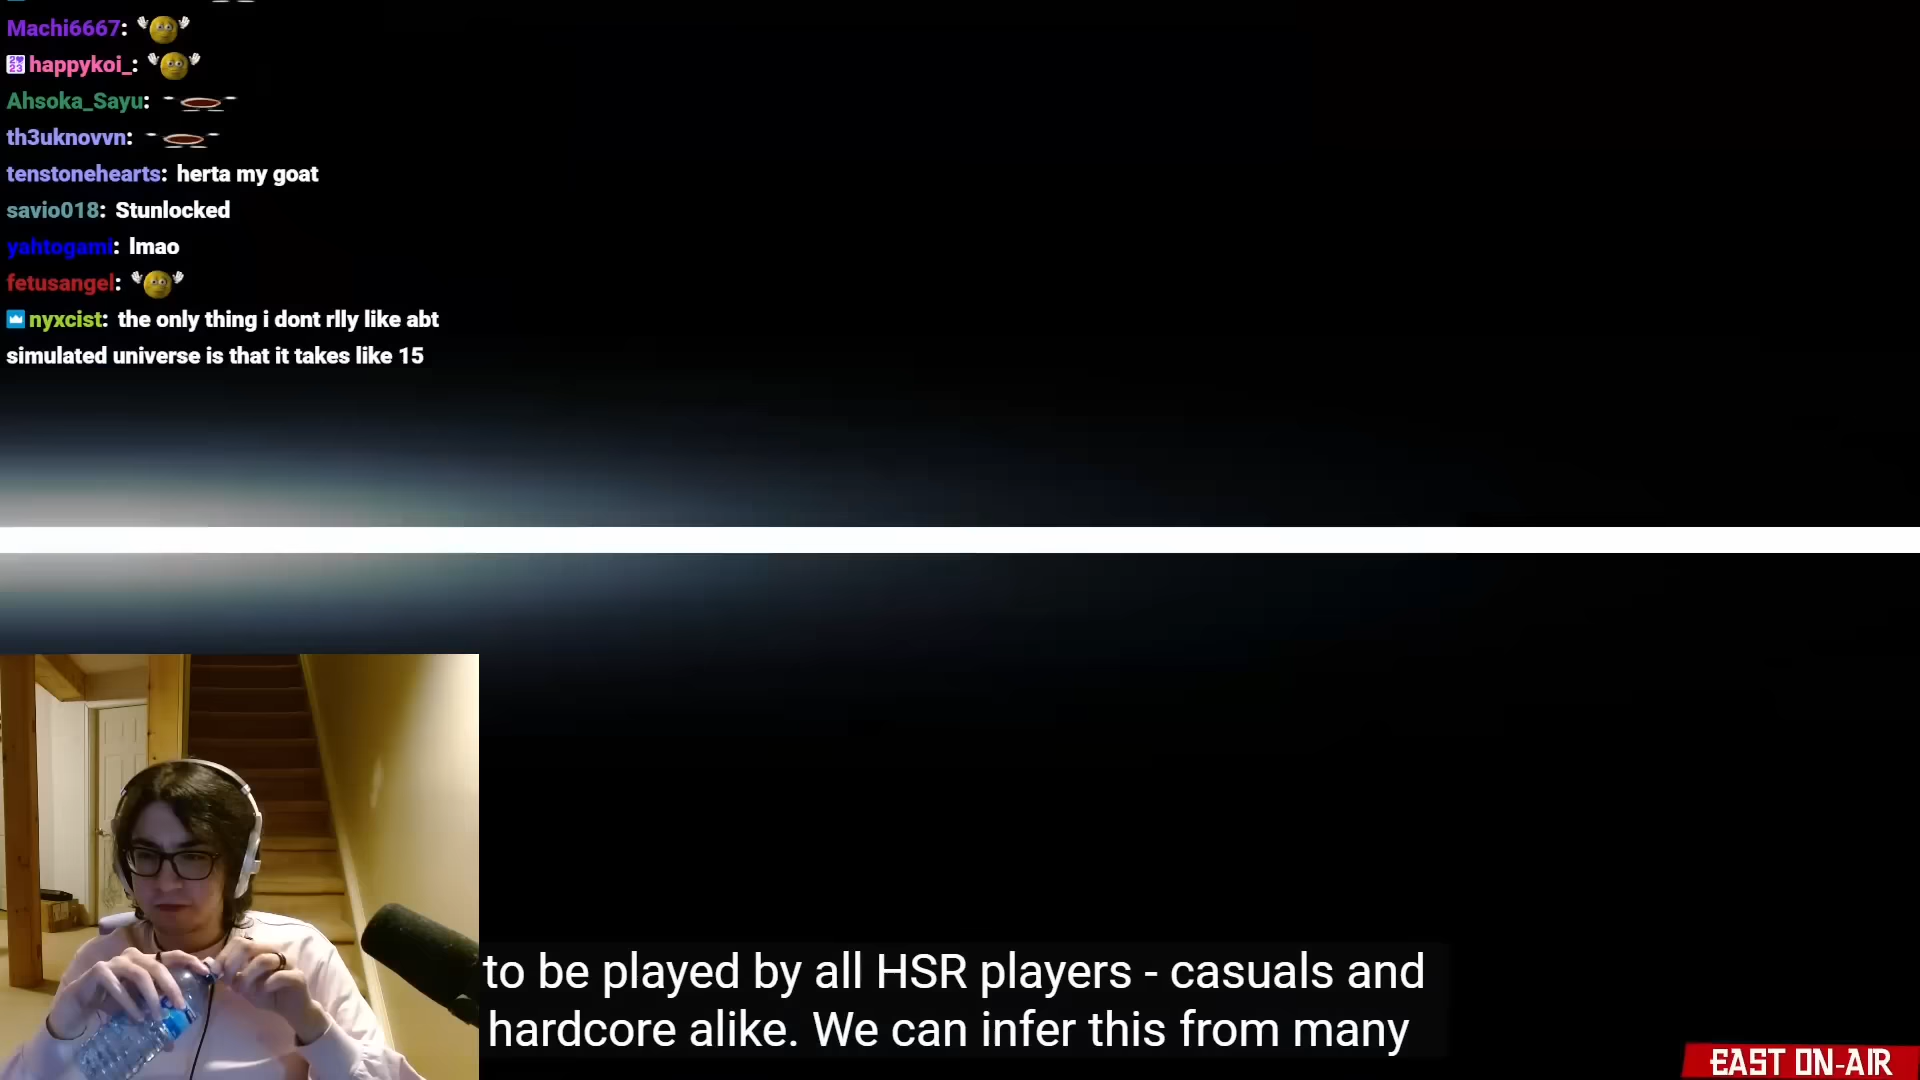 Machi6667:
happykoi_:
Ahsoka_Sayu:
th3uknovvn:
tenstonehearts: herta my goat
savio018: Stunlocked
yahtogami: lmao
fetusangel:
nyxcist: the only thing i dont rlly like abt
simulated universe is that it takes like 15
to be played by all HSR players - casuals and
hardcore alike. We can infer this from many
EAST ON-AIR